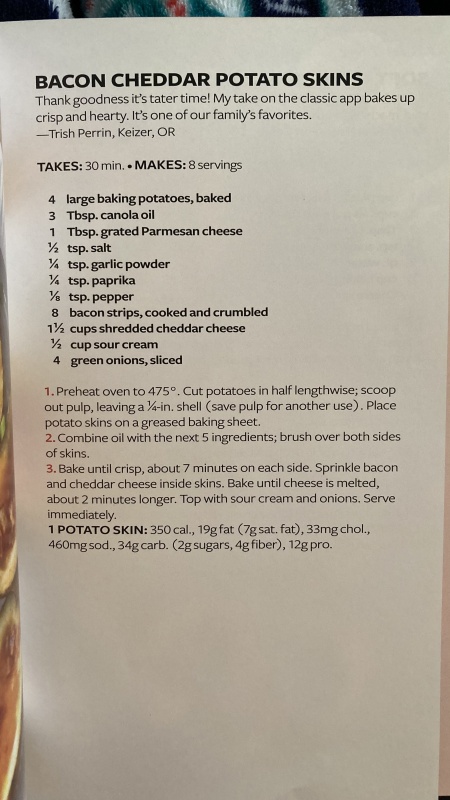 BACON CHEDDAR POTATO SKINS
Thank goodness it's tater time! My take on the classic app bakes up
crisp and hearty. It's one of our family's favorites.
—Trish Perrin, Keizer, OR
TAKES: 30 min. • MAKES: 8 servings
4 large baking potatoes, baked
3 Tbsp. canola oil
1 Tbsp. grated Parmesan cheese
½ tsp. salt
¼ tsp. garlic powder
¼ tsp. paprika
⅛ tsp. pepper
8 bacon strips, cooked and crumbled
1½ cups shredded cheddar cheese
½ cup sour cream
4 green onions, sliced
1. Preheat oven to 475°. Cut potatoes in half lengthwise; scoop
out pulp, leaving a ¼-in. shell (save pulp for another use). Place
potato skins on a greased baking sheet.
2. Combine oil with the next 5 ingredients; brush over both sides
of skins.
3. Bake until crisp, about 7 minutes on each side. Sprinkle bacon
and cheddar cheese inside skins. Bake until cheese is melted,
about 2 minutes longer. Top with sour cream and onions. Serve
immediately.
1 POTATO SKIN: 350 cal., 19g fat (7g sat. fat), 33mg chol.,
460mg sod., 34g carb. (2g sugars, 4g fiber), 12g pro.